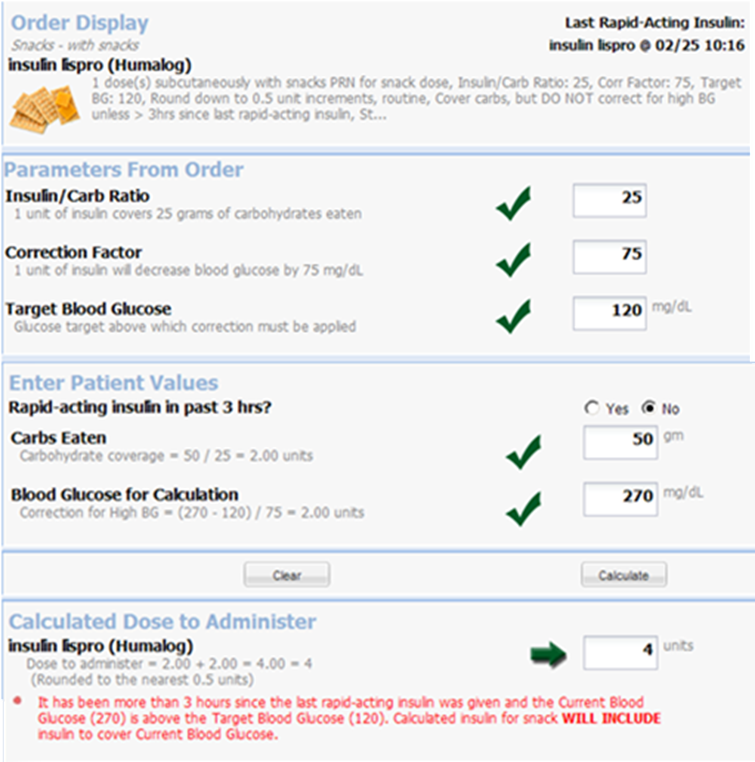 Order Display
Last Rapid-Acting Insulin:
Snacks - with snacks
insulin lispro @ 02/25 10:16
insulin lispro (Humalog)
1 dose(s) subcutaneously with snacks PRN for snack dose, Insulin/Carb Ratio: 25, Corr Factor: 75, Target
BG: 120, Round down to 0.5 unit increments, routine, Cover carbs, but DO NOT correct for high BG
unless > 3hrs since last rapid-acting insulin, St...
Parameters From Order
Insulin/Carb Ratio
25
1 unit of insulin covers 25 grams of carbohydrates eaten
Correction Factor
75
1 unit of insulin will decrease blood glucose by 75 mg/dL
Target Blood Glucose
120 mg/dL
Glucose target above which correction must be applied
Enter Patient Values
Rapid-acting insulin in past 3 hrs?
Yes No
Carbs Eaten
50 gm
Carbohydrate coverage = 50 / 25 = 2.00 units
Blood Glucose for Calculation
270 mg/dL
Correction for High BG = (270 - 120) / 75 = 2.00 units
Clear
Calculate
Calculated Dose to Administer
insulin lispro (Humalog)
4 units
Dose to administer = 2.00 + 2.00 = 4.00 = 4
(Rounded to the nearest 0.5 units)
It has been more than 3 hours since the last rapid-acting insulin was given and the Current Blood
Glucose (270) is above the Target Blood Glucose (120). Calculated insulin for snack WILL INCLUDE
insulin to cover Current Blood Glucose.